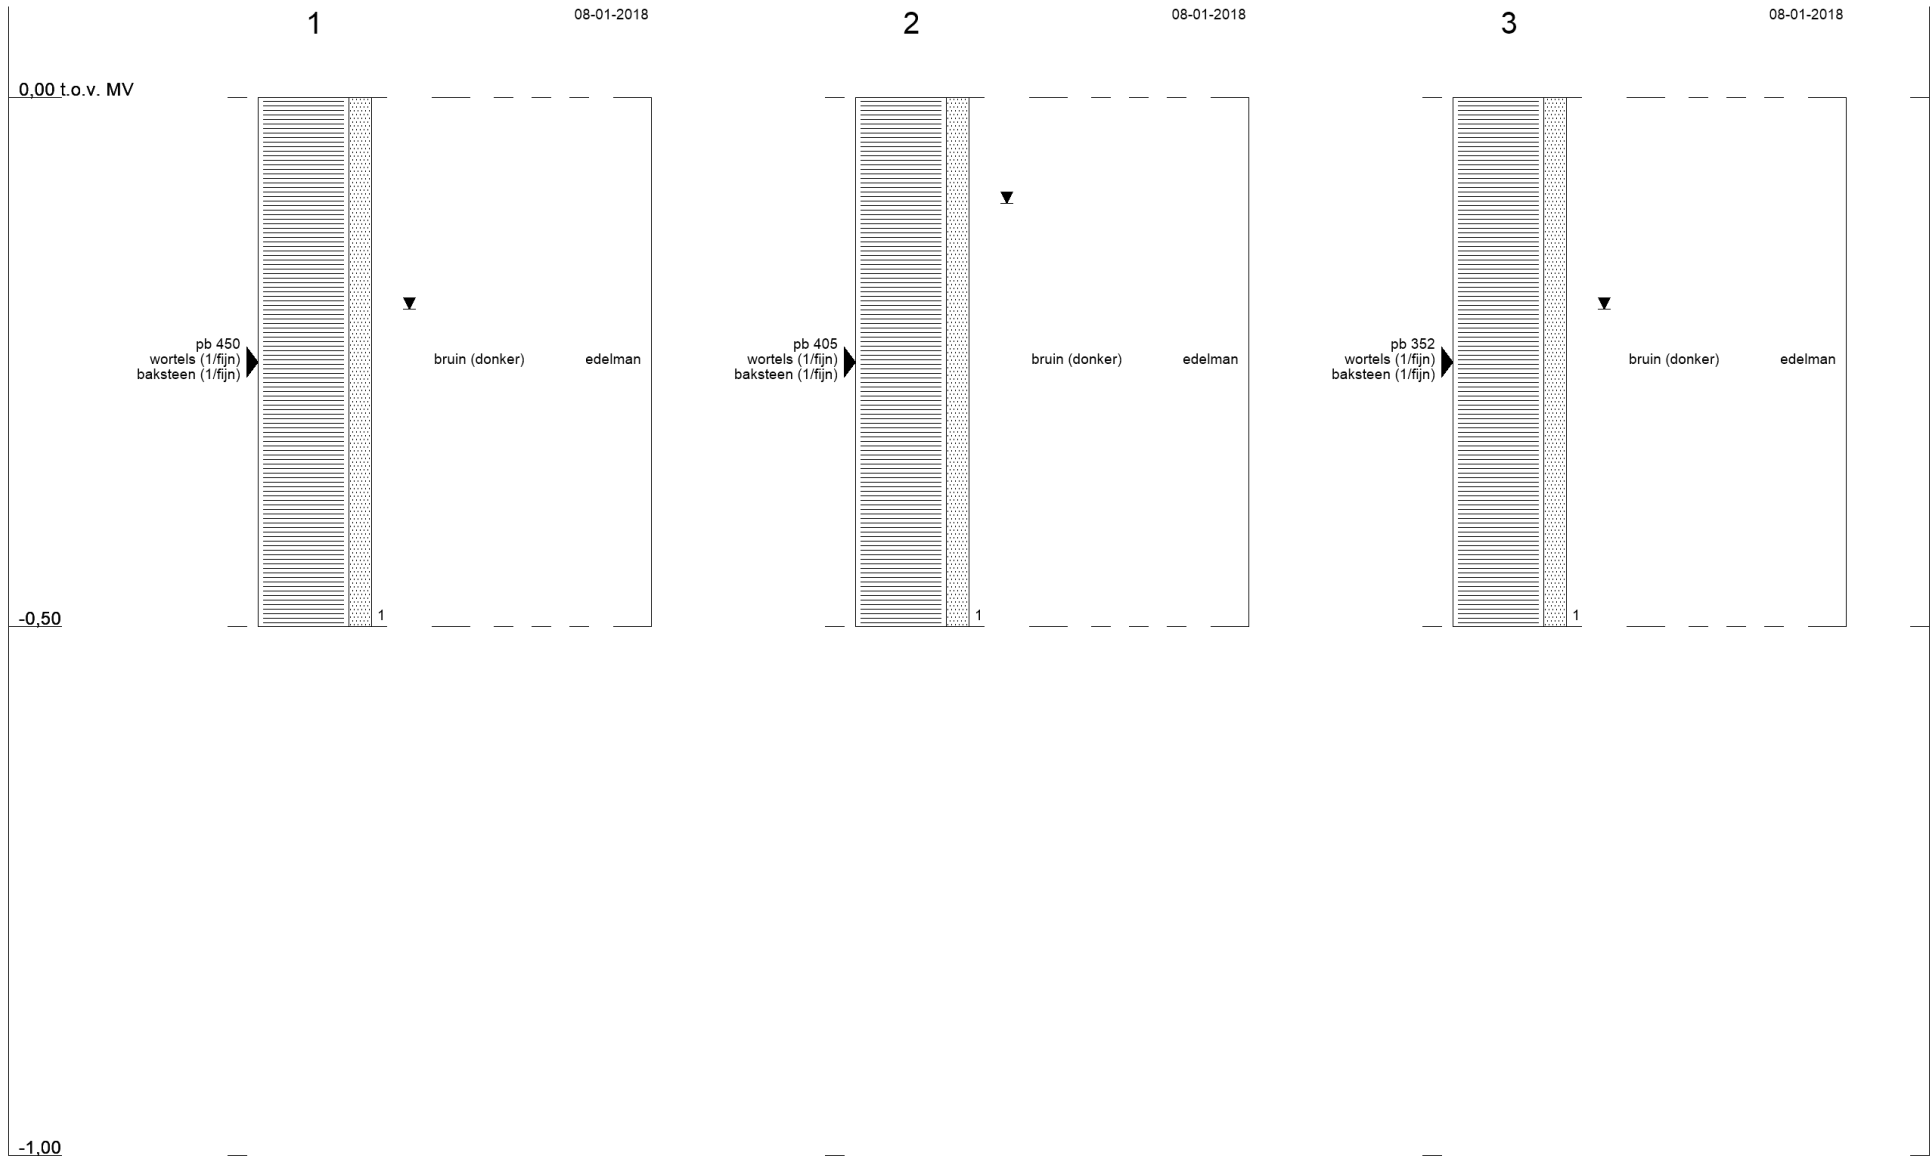 1
08-01-2018
2
08-01-2018
3
08-01-2018
0,00 t.o.v. MV
pb 450
wortels (1/fijn)
baksteen (1/fijn)
bruin (donker)
edelman
pb 405
wortels (1/fijn)
baksteen (1/fijn)
bruin (donker)
edelman
pb 352
wortels (1/fijn)
baksteen (1/fijn)
bruin (donker)
edelman
1
1
1
-0,50
-1,00